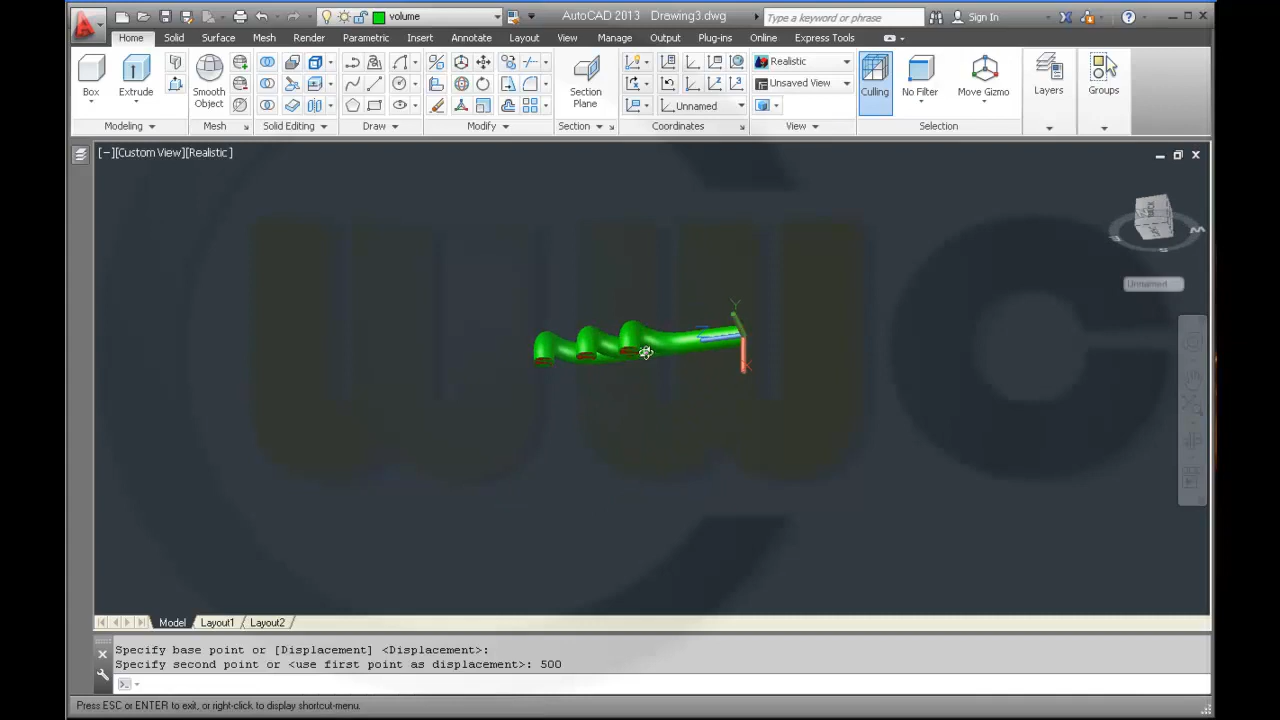 volume
AutoCAD 2013 Drawing3.dwg
Type a keyword or phrase
Sign In
Home Solid Surface Mesh Render Parametric Insert Annotate Layout View Manage Output Plug-ins Online Express Tools
Box
Extrude
Smooth Object
Section Plane
Realistic
Unsaved View
Unnamed
Culling
No Filter
Move Gizmo
Layers
Groups
Modeling
Mesh
Solid Editing
Draw
Modify
Section
Coordinates
View
Selection
[−][Custom View][Realistic]
BACK
Unnamed
Y
X
wwc
Model Layout1 Layout2
Specify base point or [Displacement] <Displacement>:
Specify second point or <use first point as displacement>: 500
Press ESC or ENTER to exit, or right-click to display shortcut-menu.